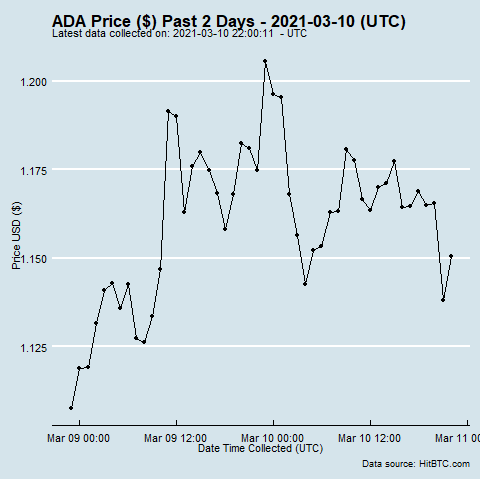 ADA Price ($) Past 2 Days - 2021-03-10 (UTC)
Latest data collected on: 2021-03-10 22:00:11  - UTC
1.200
1.175
1.150
1.125
Price USD ($)
Mar 09 00:00 Mar 09 12:00 Mar 10 00:00 Mar 10 12:00 Mar 11 00
Date Time Collected (UTC)
Data source: HitBTC.com